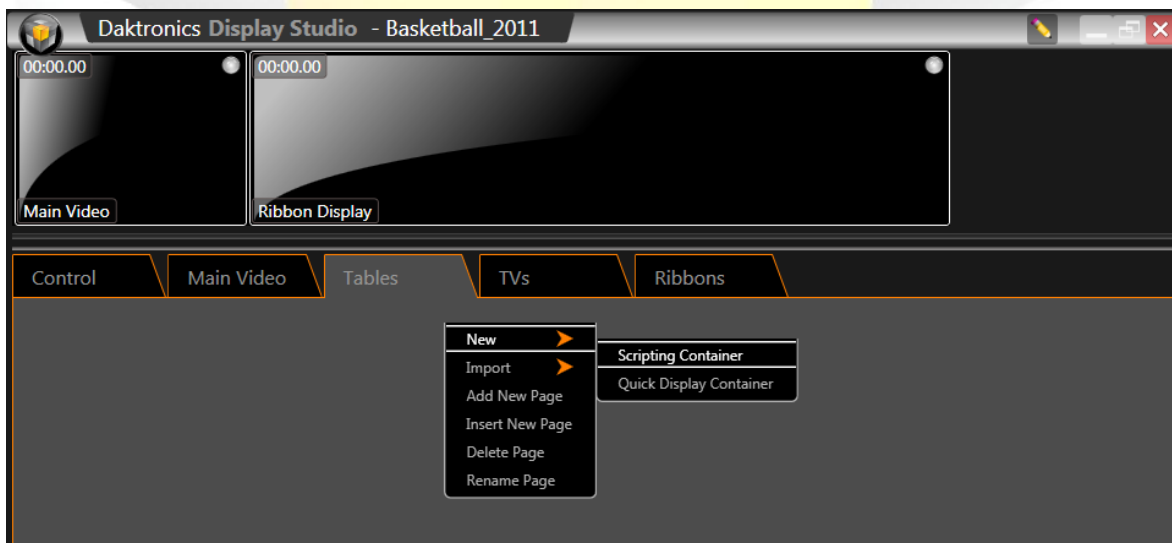 Daktronics Display Studio - Basketball_2011
00:00.00
00:00.00
Main Video
Ribbon Display
Control
Main Video
Tables
TVs
Ribbons
New
Import
Add New Page
Insert New Page
Delete Page
Rename Page
Scripting Container
Quick Display Container